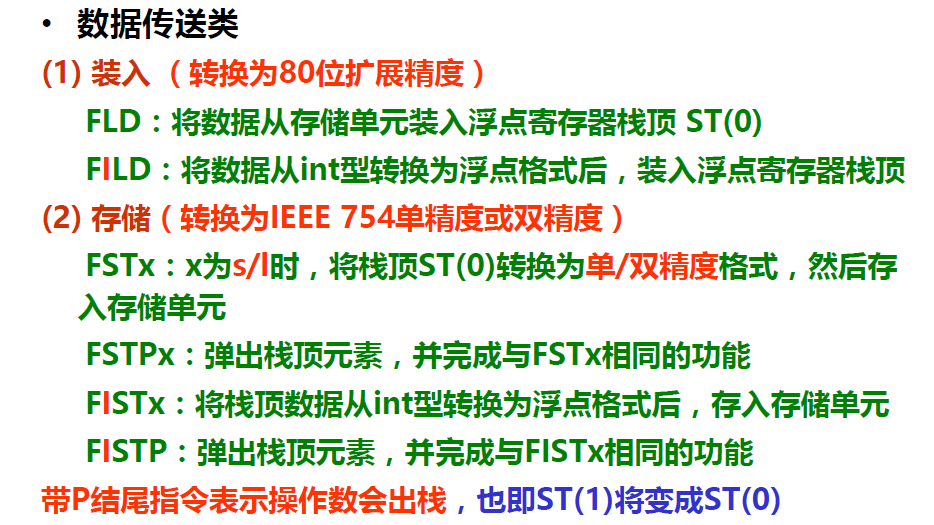 • 数据传送类
(1) 装入 （转换为80位扩展精度）
FLD：将数据从存储单元装入浮点寄存器栈顶 ST(0)
FILD：将数据从int型转换为浮点格式后，装入浮点寄存器栈顶
(2) 存储（转换为IEEE 754单精度或双精度）
FSTx：x为s/l时，将栈顶ST(0)转换为单/双精度格式，然后存
入存储单元
FSTPx：弹出栈顶元素，并完成与FSTx相同的功能
FISTx：将栈顶数据从int型转换为浮点格式后，存入存储单元
FISTP：弹出栈顶元素，并完成与FISTx相同的功能
带P结尾指令表示操作数会出栈，也即ST(1)将变成ST(0)